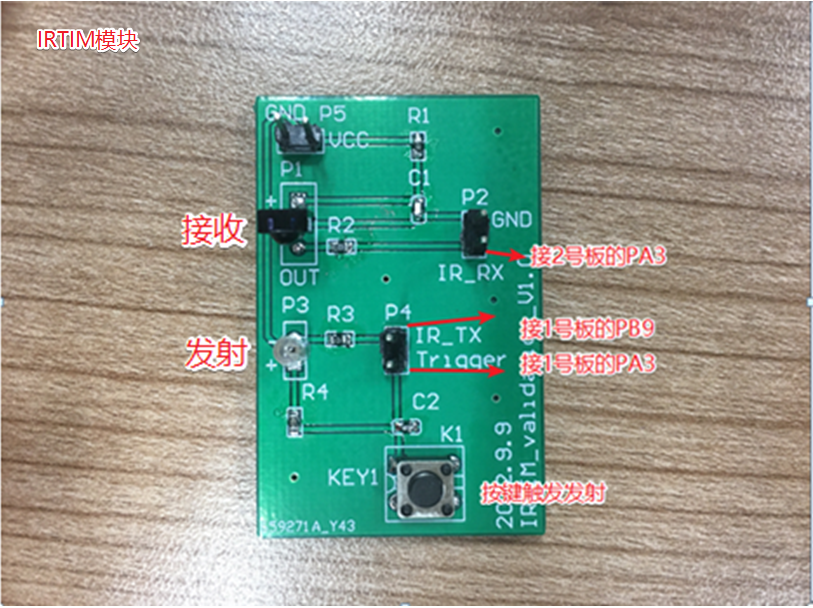 IRTIM模块
GND P5
R1
VCC
P1
C1
+
P2
接收
R2
GND
接2号板的PA3
OUT
IR_RX
P3
R3
P4
接1号板的PB9
IR_TX
发射
Trigger
接1号板的PA3
+
R4
C2
K1
KEY1
按键触发发射
59271A_Y43